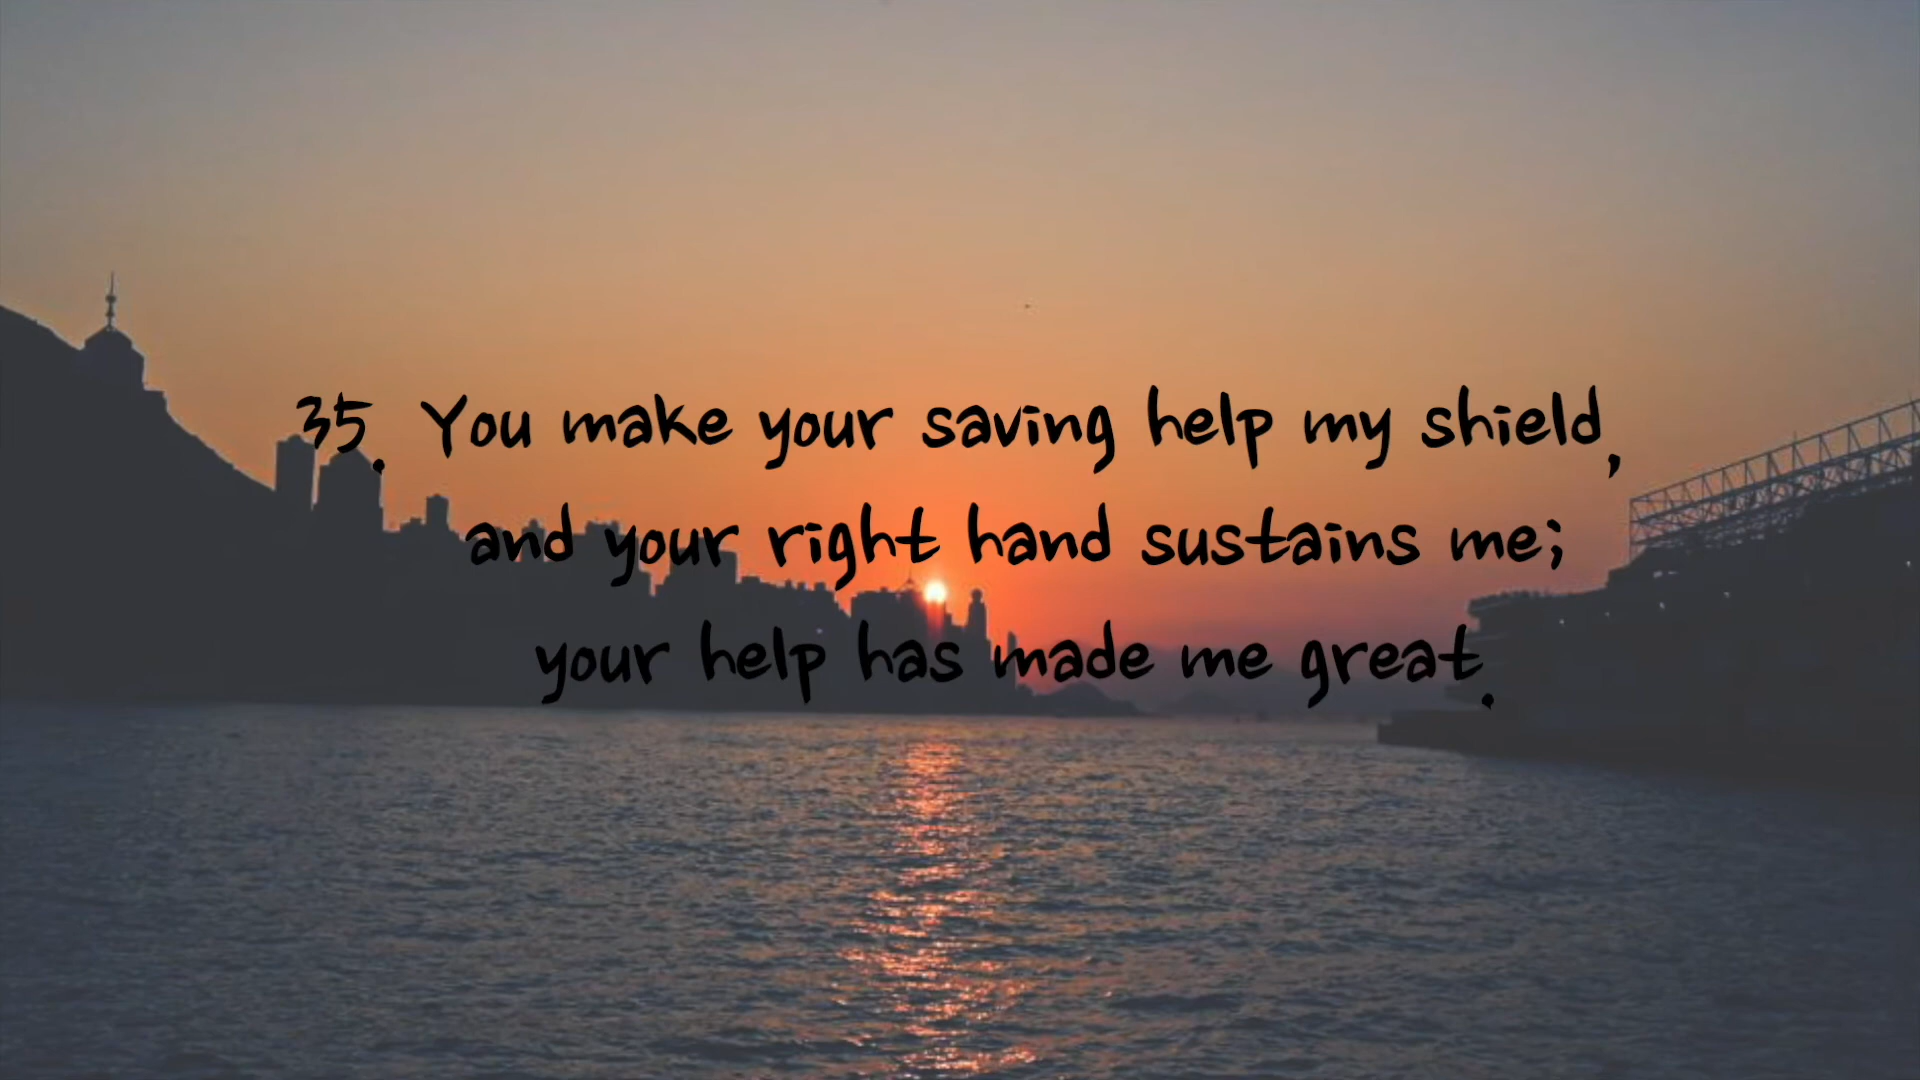 35. You make your saving help my shield,
and your right hand sustains me;
your help has made me great.